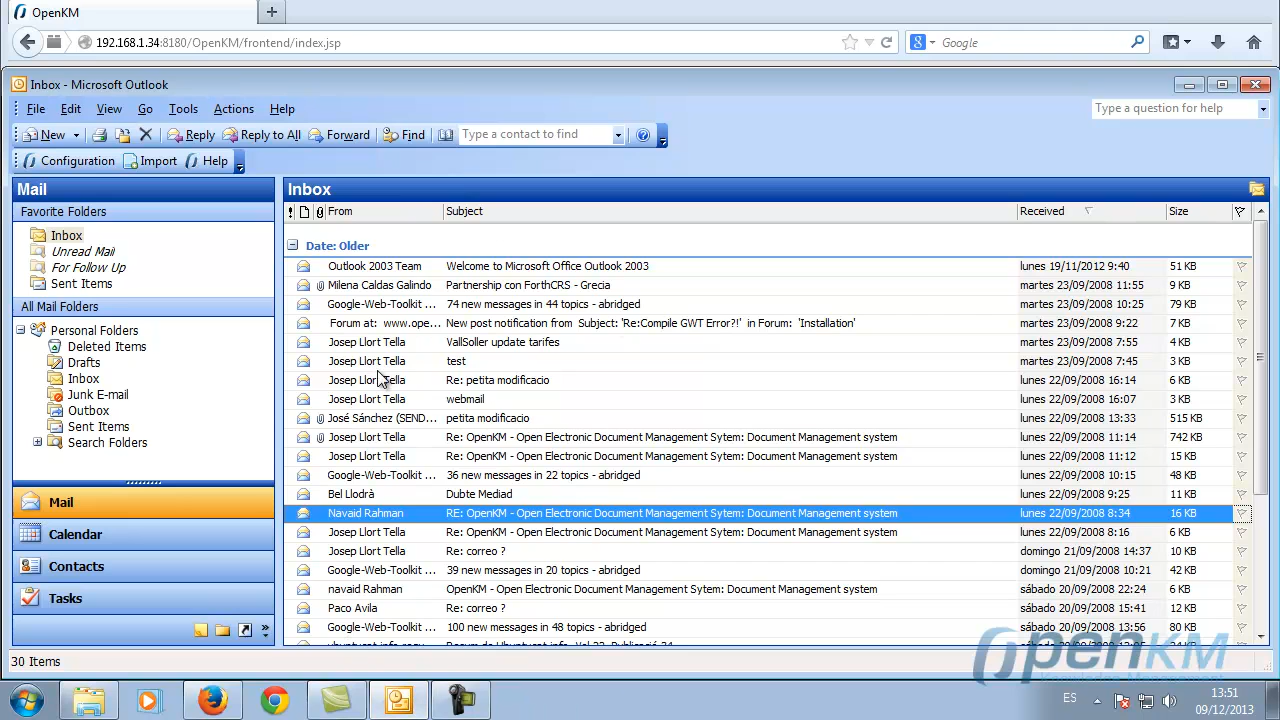 OpenKM
192.168.1.34:8180/OpenKM/frontend/index.jsp
Google
Inbox - Microsoft Outlook
File Edit View Go Tools Actions Help
Type a question for help
New Reply Reply to All Forward Find Type a contact to find
Configuration Import Help
Mail
Favorite Folders
Inbox
Unread Mail
For Follow Up
Sent Items
All Mail Folders
Personal Folders
Deleted Items
Drafts
Inbox
Junk E-mail
Outbox
Sent Items
Search Folders
Mail
Calendar
Contacts
Tasks
Inbox
From Subject Received Size
Date: Older
Outlook 2003 Team Welcome to Microsoft Office Outlook 2003 lunes 19/11/2012 9:40 51 KB
Milena Caldas Galindo Partnership con ForthCRS - Grecia martes 23/09/2008 11:55 9 KB
Google-Web-Toolkit ... 74 new messages in 44 topics - abridged martes 23/09/2008 10:25 79 KB
Forum at: www.ope... New post notification from Subject: 'Re:Compile GWT Error?!' in Forum: 'Installation' martes 23/09/2008 9:22 7 KB
Josep Llort Tella VallSoller update tarifes martes 23/09/2008 7:55 4 KB
Josep Llort Tella test martes 23/09/2008 7:45 3 KB
Josep Llort Tella Re: petita modificacio lunes 22/09/2008 16:14 6 KB
Josep Llort Tella webmail lunes 22/09/2008 16:07 3 KB
José Sánchez (SEND... petita modificacio lunes 22/09/2008 13:33 515 KB
Josep Llort Tella Re: OpenKM - Open Electronic Document Management Sytem: Document Management system lunes 22/09/2008 11:14 742 KB
Josep Llort Tella Re: OpenKM - Open Electronic Document Management Sytem: Document Management system lunes 22/09/2008 11:12 15 KB
Google-Web-Toolkit ... 36 new messages in 22 topics - abridged lunes 22/09/2008 10:15 48 KB
Bel Llodrà Dubte Mediad lunes 22/09/2008 9:25 11 KB
Navaid Rahman RE: OpenKM - Open Electronic Document Management Sytem: Document Management system lunes 22/09/2008 8:34 16 KB
Josep Llort Tella Re: OpenKM - Open Electronic Document Management Sytem: Document Management system lunes 22/09/2008 8:16 6 KB
Josep Llort Tella Re: correo ? domingo 21/09/2008 14:37 10 KB
Google-Web-Toolkit ... 39 new messages in 20 topics - abridged domingo 21/09/2008 10:21 42 KB
navaid Rahman OpenKM - Open Electronic Document Management Sytem: Document Management system sábado 20/09/2008 22:24 6 KB
Paco Avila Re: correo ? sábado 20/09/2008 15:41 12 KB
Google-Web-Toolkit ... 100 new messages in 48 topics - abridged sábado 20/09/2008 13:56 80 KB
30 Items
OpenKM
Knowledge Management
ES
13:51
09/12/2013